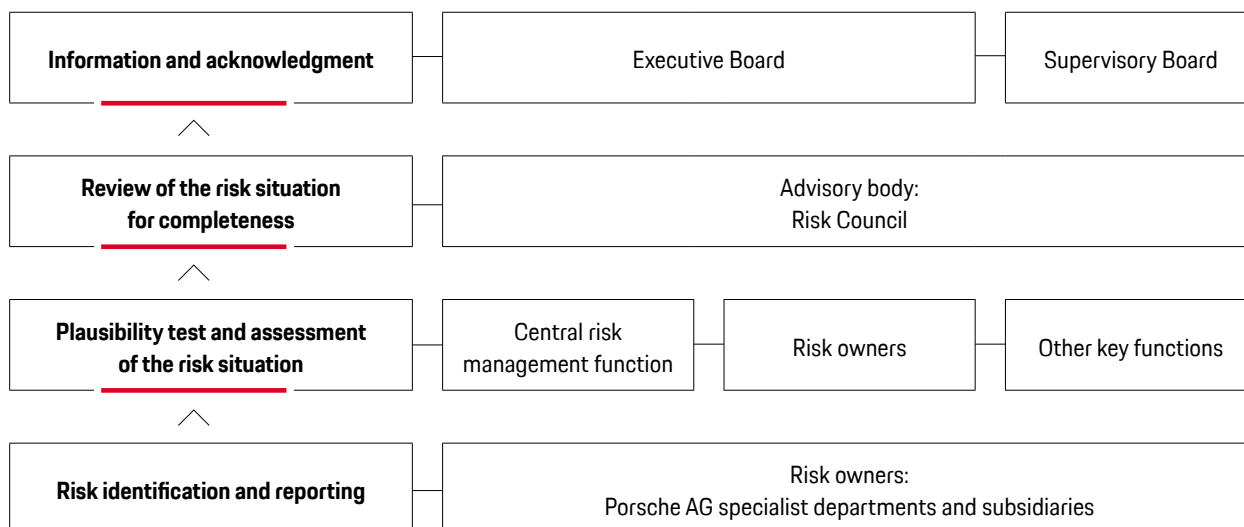 Information and acknowledgment
Executive Board
Supervisory Board
Review of the risk situation
for completeness
Advisory body:
Risk Council
Plausibility test and assessment
of the risk situation
Central risk
management function
Risk owners
Other key functions
Risk identification and reporting
Risk owners:
Porsche AG specialist departments and subsidiaries